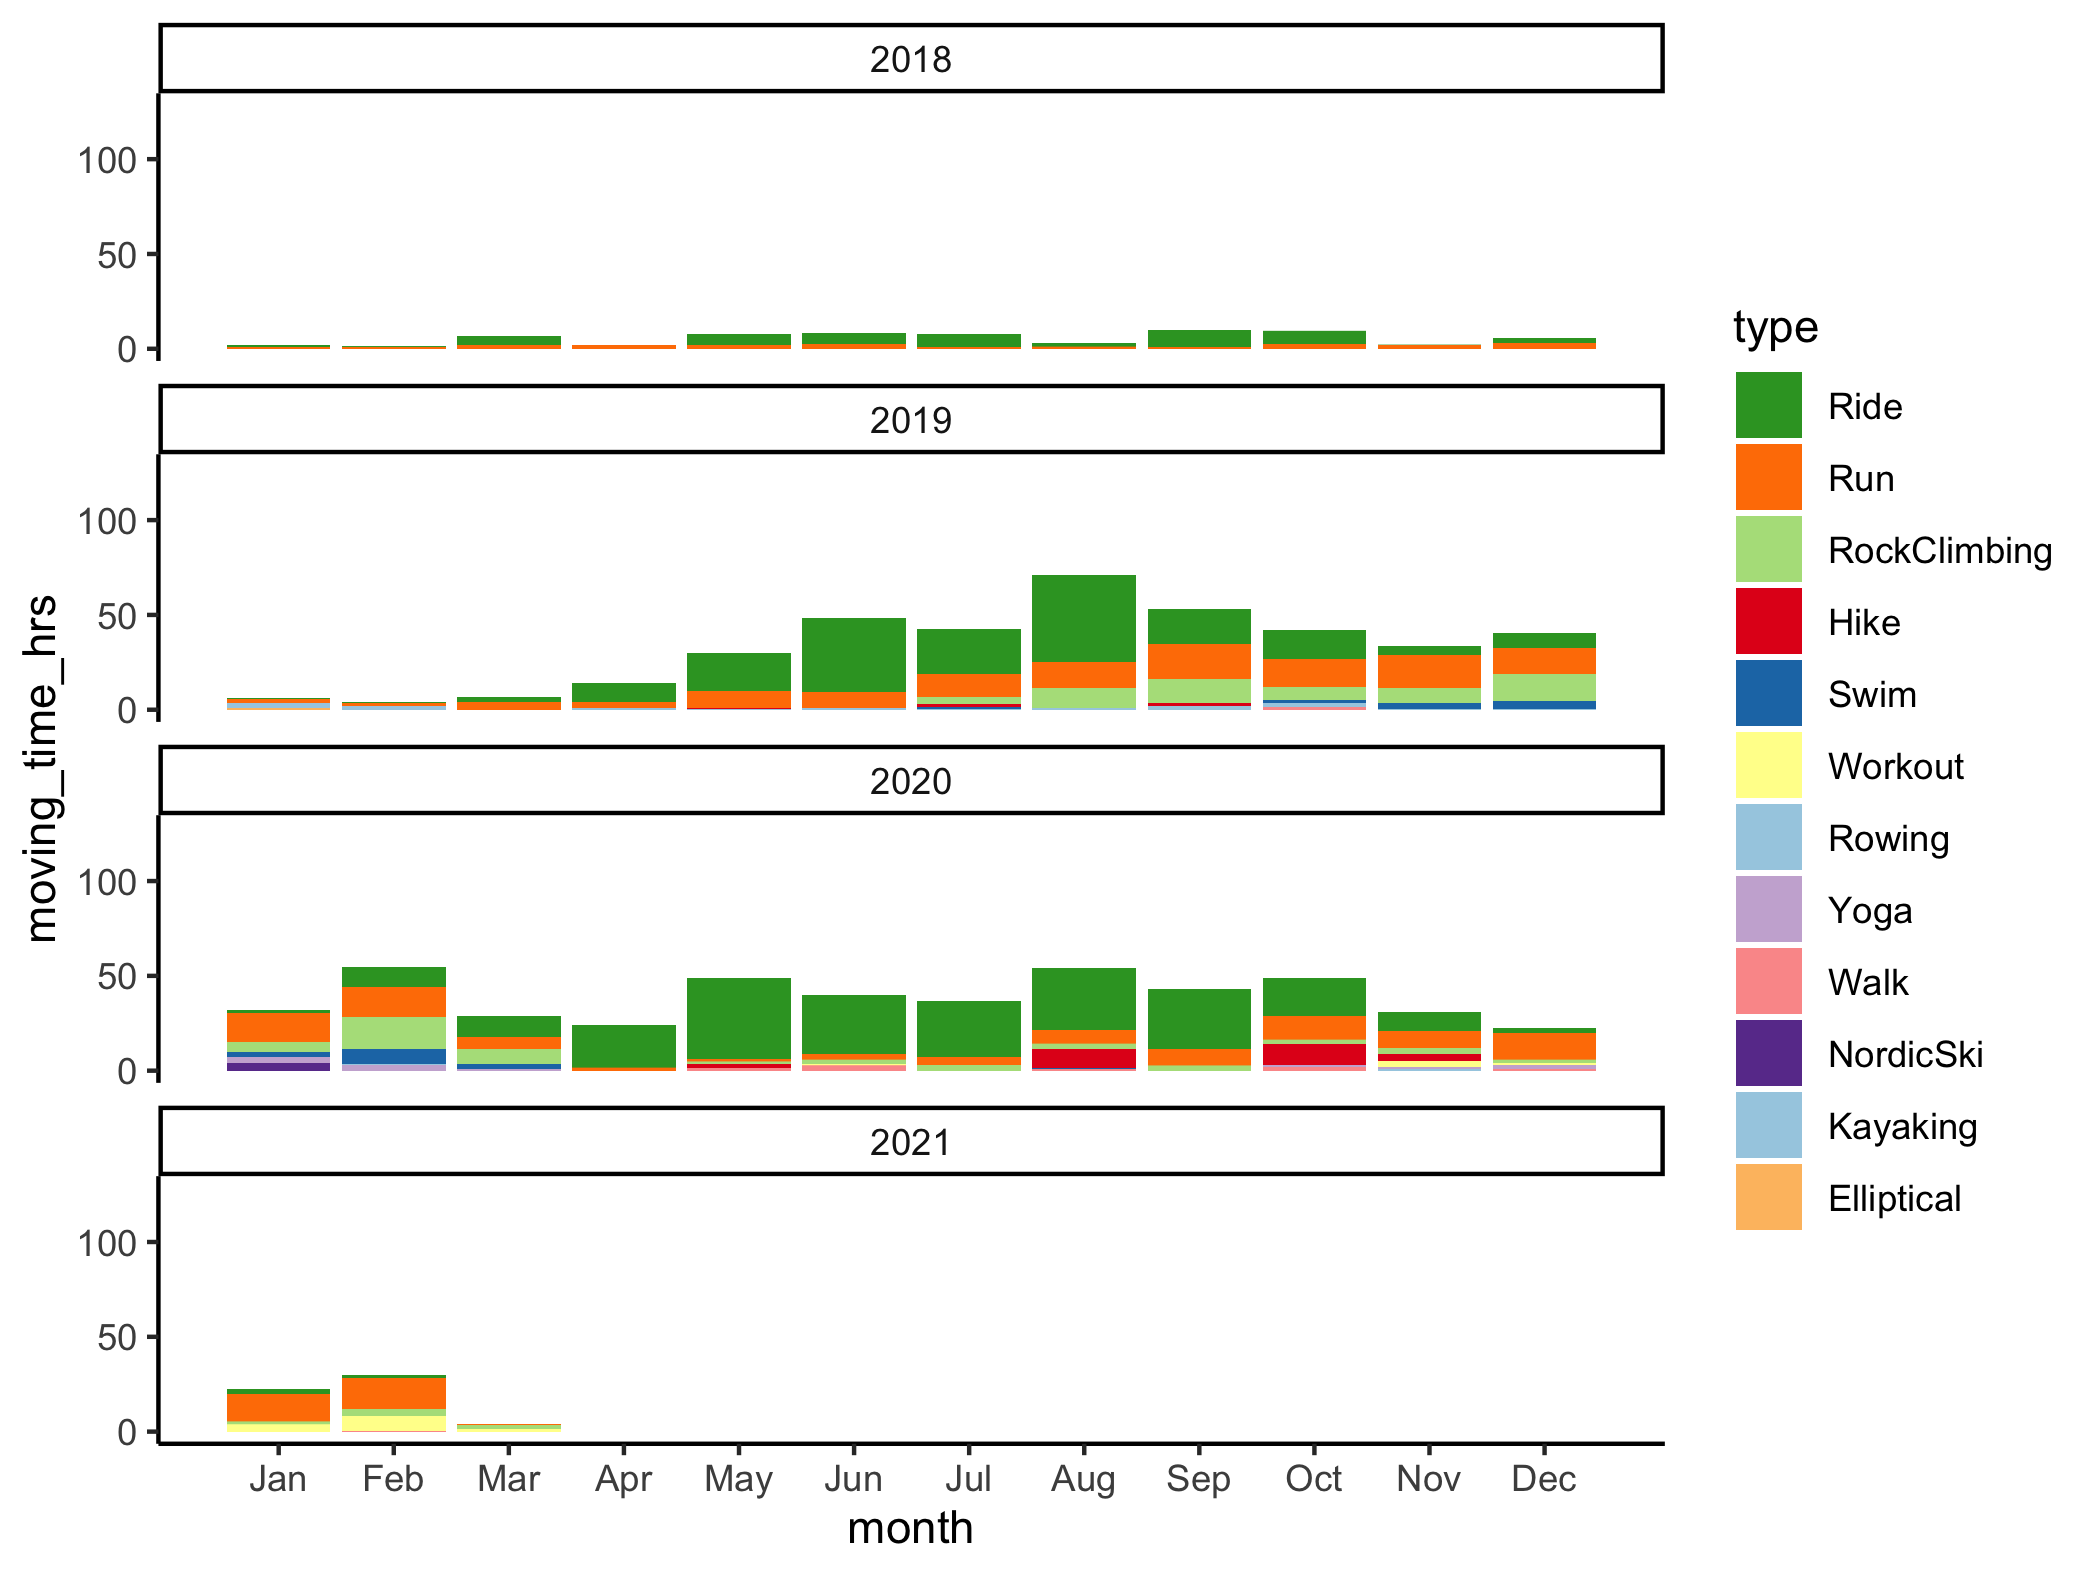 2018
100
50
0
2019
100
50
0
2020
100
50
0
2021
100
50
0
Jan Feb Mar Apr May Jun Jul Aug Sep Oct Nov Dec
month
moving_time_hrs
type
Ride
Run
RockClimbing
Hike
Swim
Workout
Rowing
Yoga
Walk
NordicSki
Kayaking
Elliptical